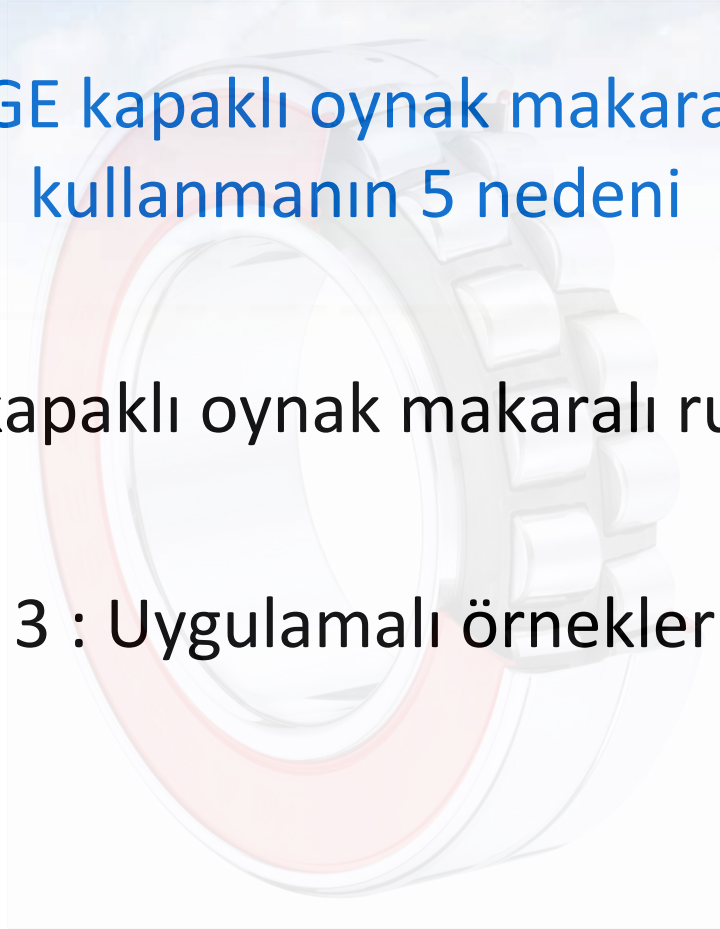 GE kapaklı oynak makara
kullanmanın 5 nedeni
kapaklı oynak makaralı ru
3 : Uygulamalı örnekler